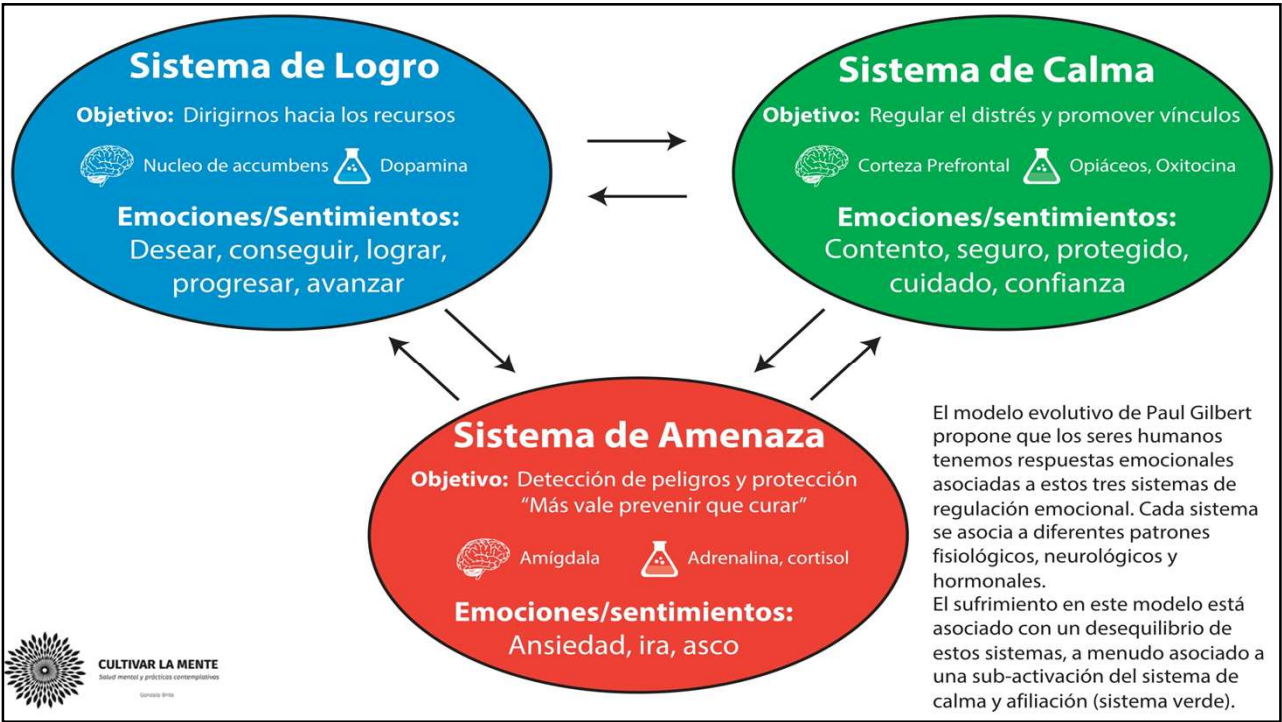 Sistema de Logro
Objetivo: Dirigirnos hacia los recursos
Nucleo de accumbens
Dopamina
Emociones/Sentimientos:
Desear, conseguir, lograr,
progresar, avanzar
Sistema de Calma
Objetivo: Regular el distrés y promover vínculos
Corteza Prefrontal
Opiáceos, Oxitocina
Emociones/sentimientos:
Contento, seguro, protegido,
cuidado, confianza
Sistema de Amenaza
Objetivo: Detección de peligros y protección
“Más vale prevenir que curar”
Amígdala
Adrenalina, cortisol
Emociones/sentimientos:
Ansiedad, ira, asco
El modelo evolutivo de Paul Gilbert
propone que los seres humanos
tenemos respuestas emocionales
asociadas a estos tres sistemas de
regulación emocional. Cada sistema
se asocia a diferentes patrones
fisiológicos, neurológicos y
hormonales.
El sufrimiento en este modelo está
asociado con un desequilibrio de
estos sistemas, a menudo asociado a
una sub-activación del sistema de
calma y afiliación (sistema verde).
CULTIVAR LA MENTE
Salud mental y prácticas contemplativas
Gonzalo Brito